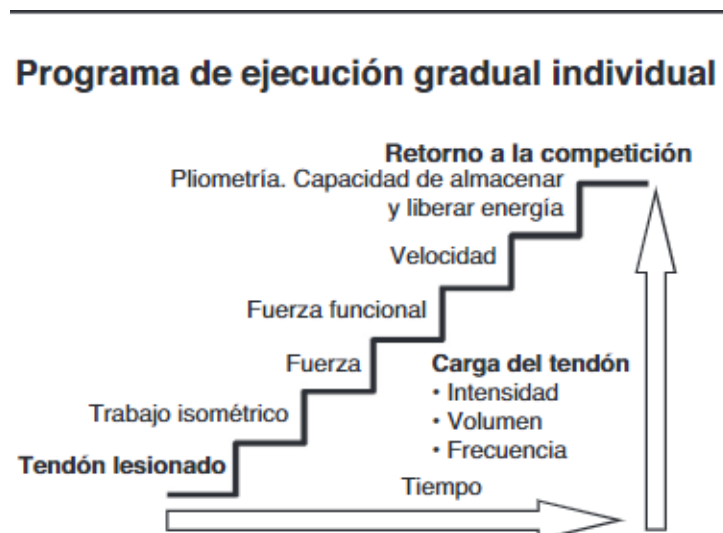 Programa de ejecución gradual individual
Retorno a la competición
Pliometría. Capacidad de almacenar
y liberar energía
Velocidad
Fuerza funcional
Fuerza
Carga del tendón
• Intensidad
• Volumen
• Frecuencia
Trabajo isométrico
Tendón lesionado
Tiempo